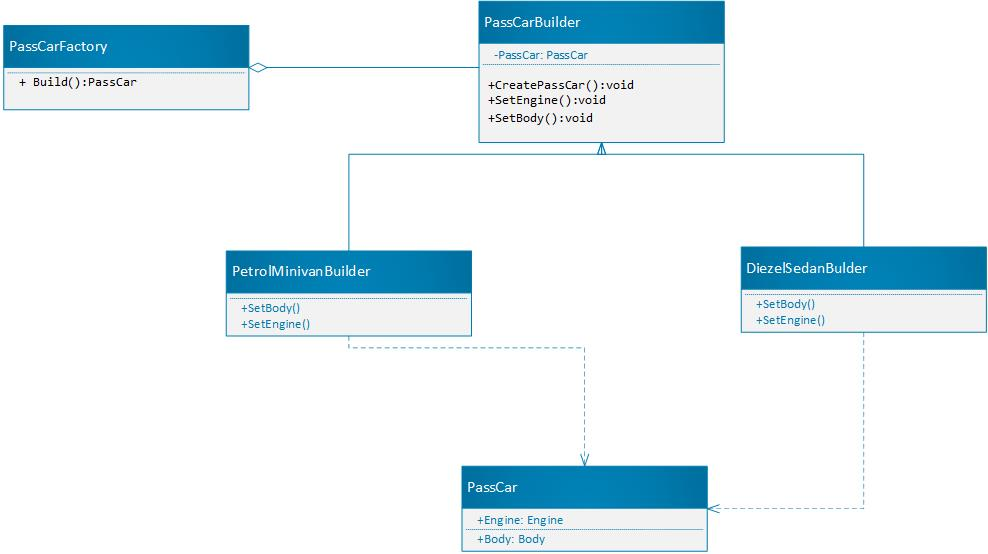 PassCarBuilder
PassCarFactory
-PassCar: PassCar
+ Build():PassCar
+CreatePassCar():void
+SetEngine():void
+SetBody():void
PetrolMinivanBuilder
+SetBody()
+SetEngine()
DiezelSedanBulder
+SetBody()
+SetEngine()
PassCar
+Engine: Engine
+Body: Body